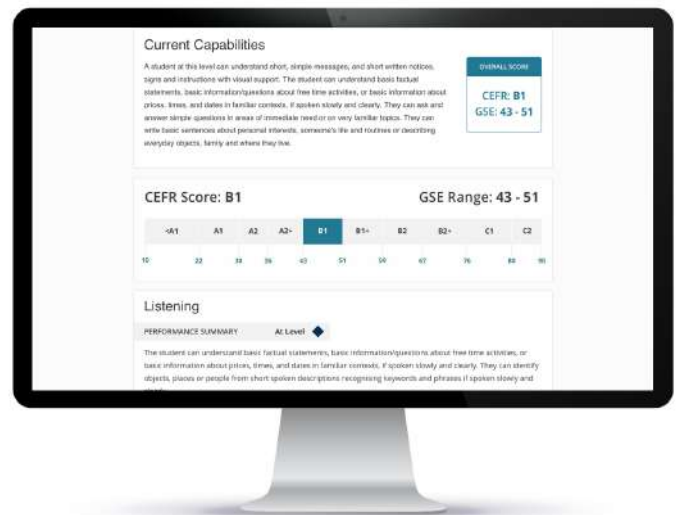 Current Capabilities
A student at this level can understand short, simple messages, and short written notices,
signs and instructions with visual support. The student can understand basic factual
statements, basic information/questions about free time activities, or basic information about
prices, times, and dates in familiar contexts, if spoken slowly and clearly. They can ask and
answer simple questions in areas of immediate need or on very familiar topics. They can
write basic sentences about personal interests, someone's life and routines or describing
everyday objects, family and where they live.
OVERALL SCORE
CEFR: B1
GSE: 43 - 51
CEFR Score: B1 GSE Range: 43 - 51
<A1 A1 A2 A2+ B1 B1+ B2 B2+ C1 C2
10 22 30 36 43 51 59 67 76 85 90
Listening
PERFORMANCE SUMMARY At Level
The student can understand basic factual statements, basic information/questions about free time activities, or
basic information about prices, times, and dates in familiar contexts, if spoken slowly and clearly. They can identify
objects, places or people from short spoken descriptions recognising keywords and phrases if spoken slowly and